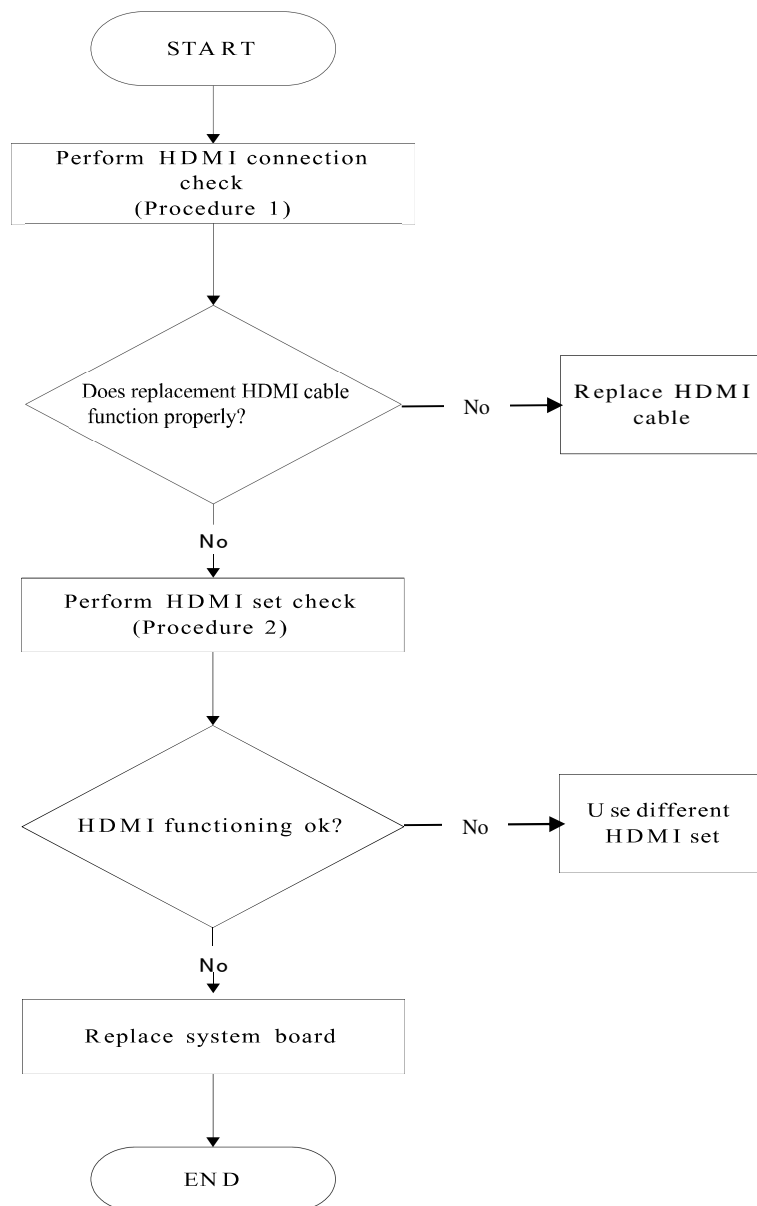 START
Perform HDMI connection
check
(Procedure 1)
Does replacement HDMI cable
function properly?
No
Replace HDMI
cable
No
Perform HDMI set check
(Procedure 2)
HDMI functioning ok?
No
Use different
HDMI set
No
Replace system board
END